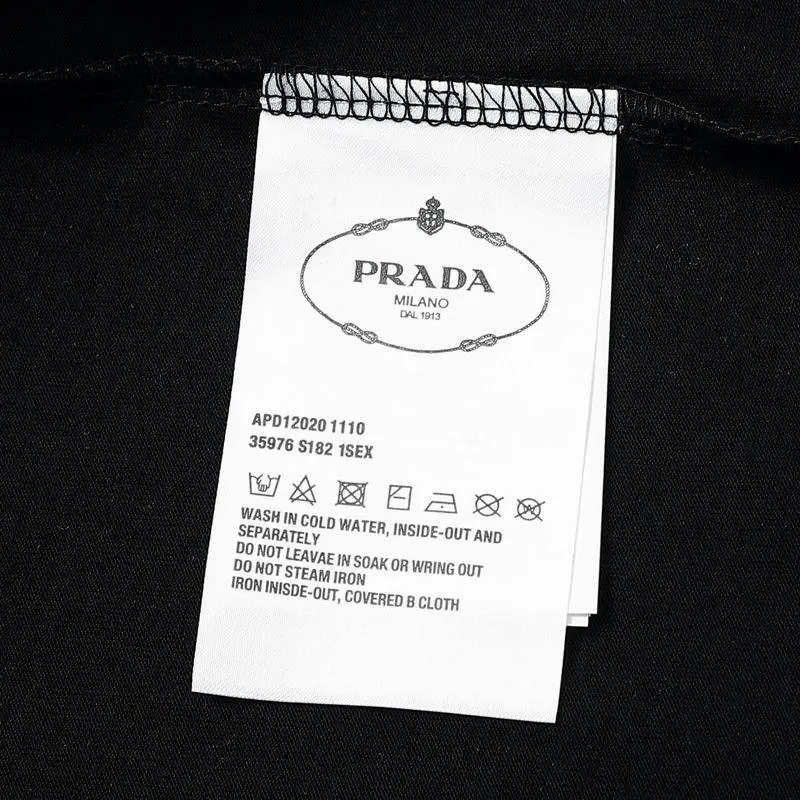 PRADA
MILANO
DAL 1913
APD12020 1110
35976 S182 1SEX
WASH IN COLD WATER, INSIDE-OUT AND
SEPARATELY
DO NOT LEAVAE IN SOAK OR WRING OUT
DO NOT STEAM IRON
IRON INISDE-OUT, COVERED B CLOTH